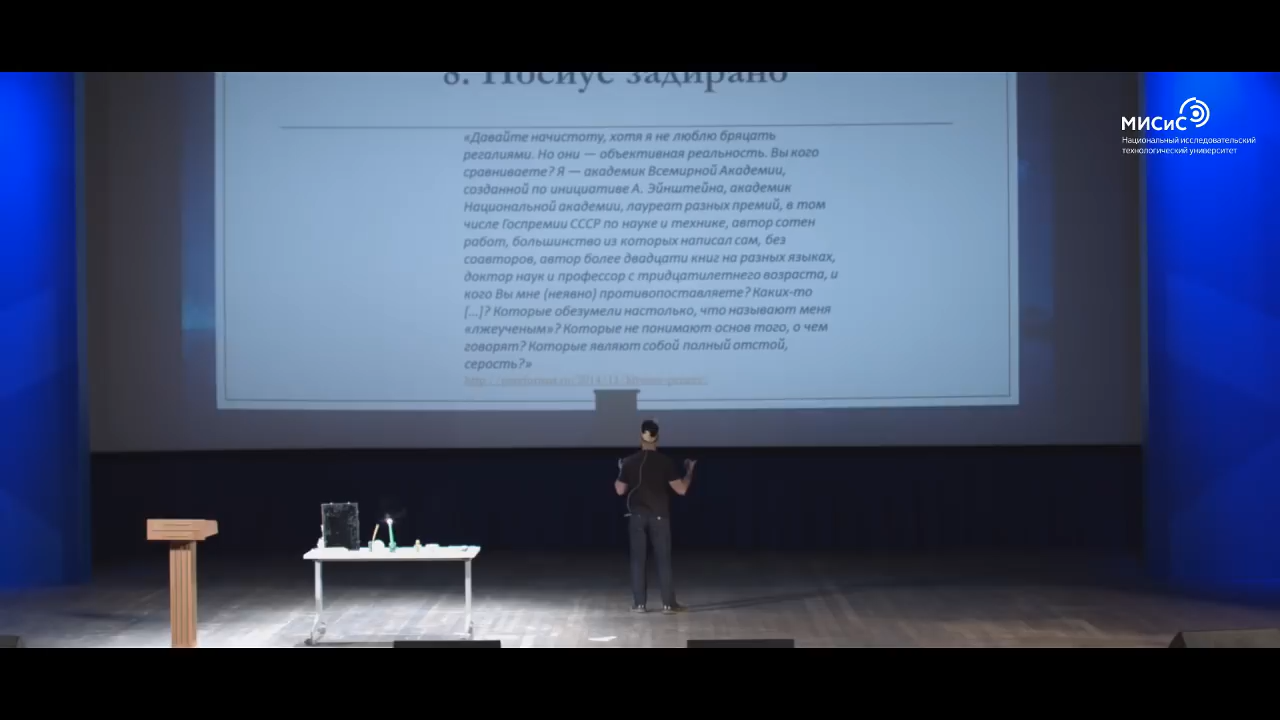 8.Носиус задирано
«Давайте начистоту, хотя я не люблю бряцать
регалиями. Но они — объективная реальность. Вы кого
сравниваете? Я — академик Всемирной Академии,
созданной по инициативе А. Эйнштейна, академик
Национальной академии, лауреат разных премий, в том
числе Госпремии СССР по науке и технике, автор сотен
работ, большинство из которых написал сам, без
соавторов, автор более двадцати книг на разных языках,
доктор наук и профессор с тридцатилетнего возраста, и
кого Вы мне (неявно) противопоставляете? Каких-то
[...]? Которые обезумели настолько, что называют меня
«лжеученым»? Которые не понимают основ того, о чем
говорят? Которые являют собой полный отстой,
серость?»
МИСиС
Национальный исследовательский
технологический университет